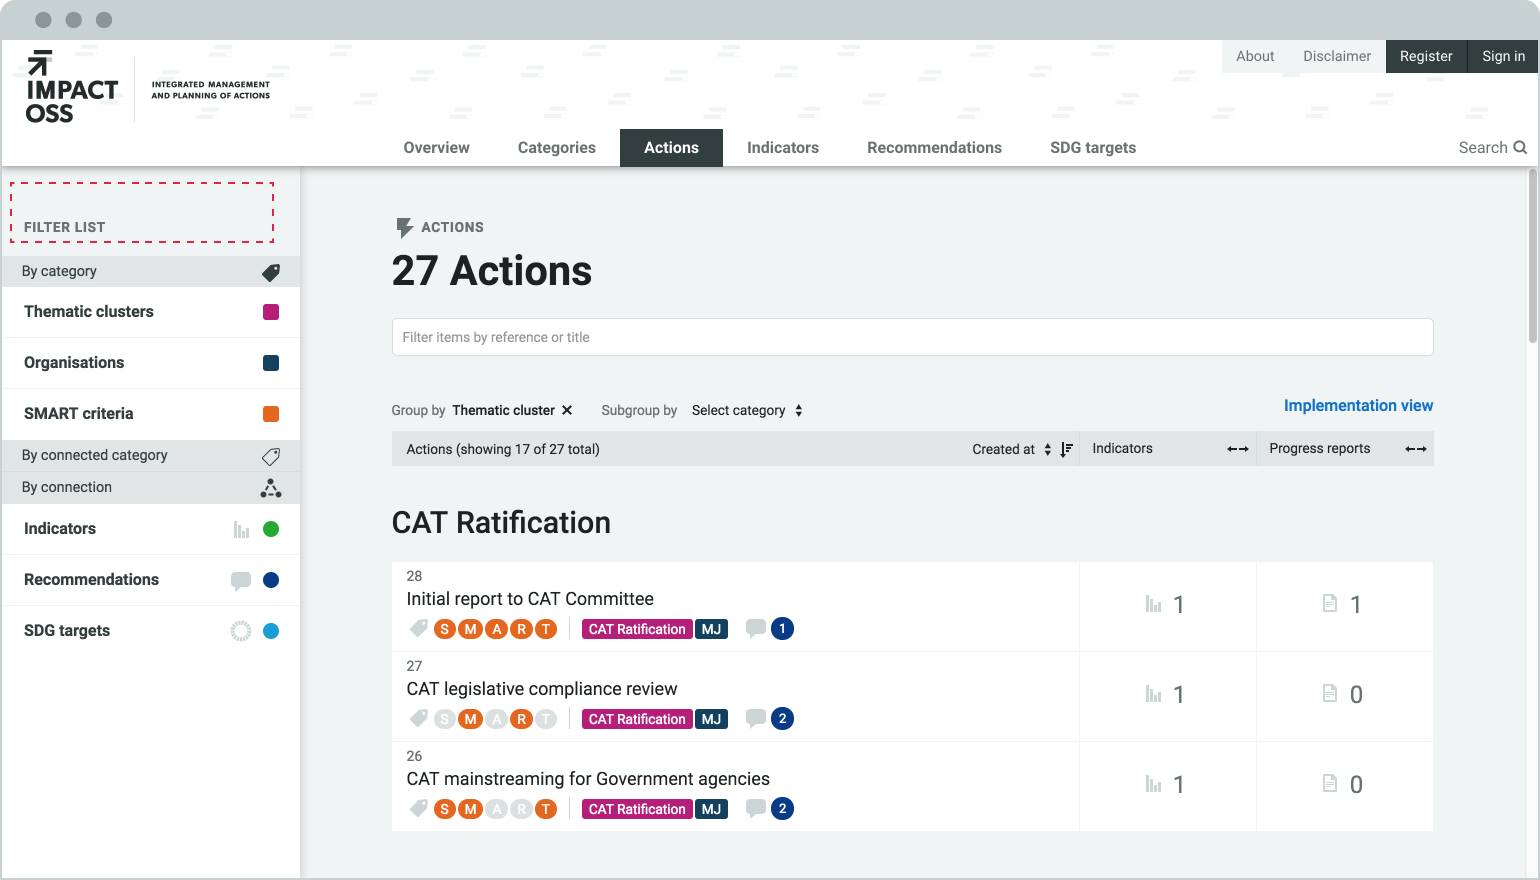 IMPACT
OSS
INTEGRATED MANAGEMENT
AND PLANNING OF ACTIONS
About
Disclaimer
Register
Sign in
Overview
Categories
Actions
Indicators
Recommendations
SDG targets
Search
FILTER LIST
By category
Thematic clusters
Organisations
SMART criteria
By connected category
By connection
Indicators
Recommendations
SDG targets
ACTIONS
27 Actions
Filter items by reference or title
Group by Thematic cluster
Subgroup by Select category
Implementation view
Actions (showing 17 of 27 total)
Created at
Indicators
Progress reports
CAT Ratification
28
Initial report to CAT Committee
S M A R T CAT Ratification MJ 1
1
1
27
CAT legislative compliance review
S M A R T CAT Ratification MJ 2
1
0
26
CAT mainstreaming for Government agencies
S M A R T CAT Ratification MJ 2
1
0